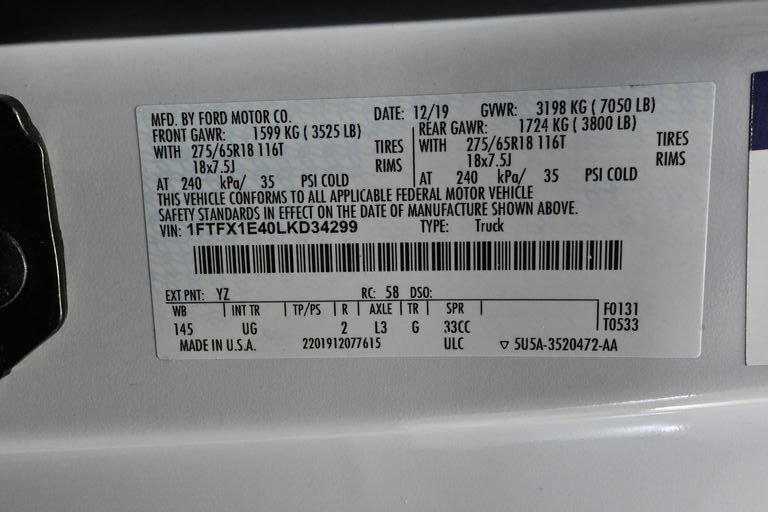 MFD. BY FORD MOTOR CO. DATE: 12/19 GVWR: 3198 KG ( 7050 LB)
FRONT GAWR: 1599 KG ( 3525 LB) REAR GAWR: 1724 KG ( 3800 LB)
WITH 275/65R18 116T TIRES WITH 275/65R18 116T TIRES
18x7.5J RIMS 18x7.5J RIMS
AT 240 kPa/ 35 PSI COLD AT 240 kPa/ 35 PSI COLD
THIS VEHICLE CONFORMS TO ALL APPLICABLE FEDERAL MOTOR VEHICLE
SAFETY STANDARDS IN EFFECT ON THE DATE OF MANUFACTURE SHOWN ABOVE.
VIN: 1FTFX1E40LKD34299 TYPE: Truck
EXT PNT: YZ RC: 58 DSO:
WB INT TR TP/PS R AXLE TR SPR F0131
145 UG 2 L3 G 33CC T0533
MADE IN U.S.A. 2201912077615 ULC ▽ 5U5A-3520472-AA